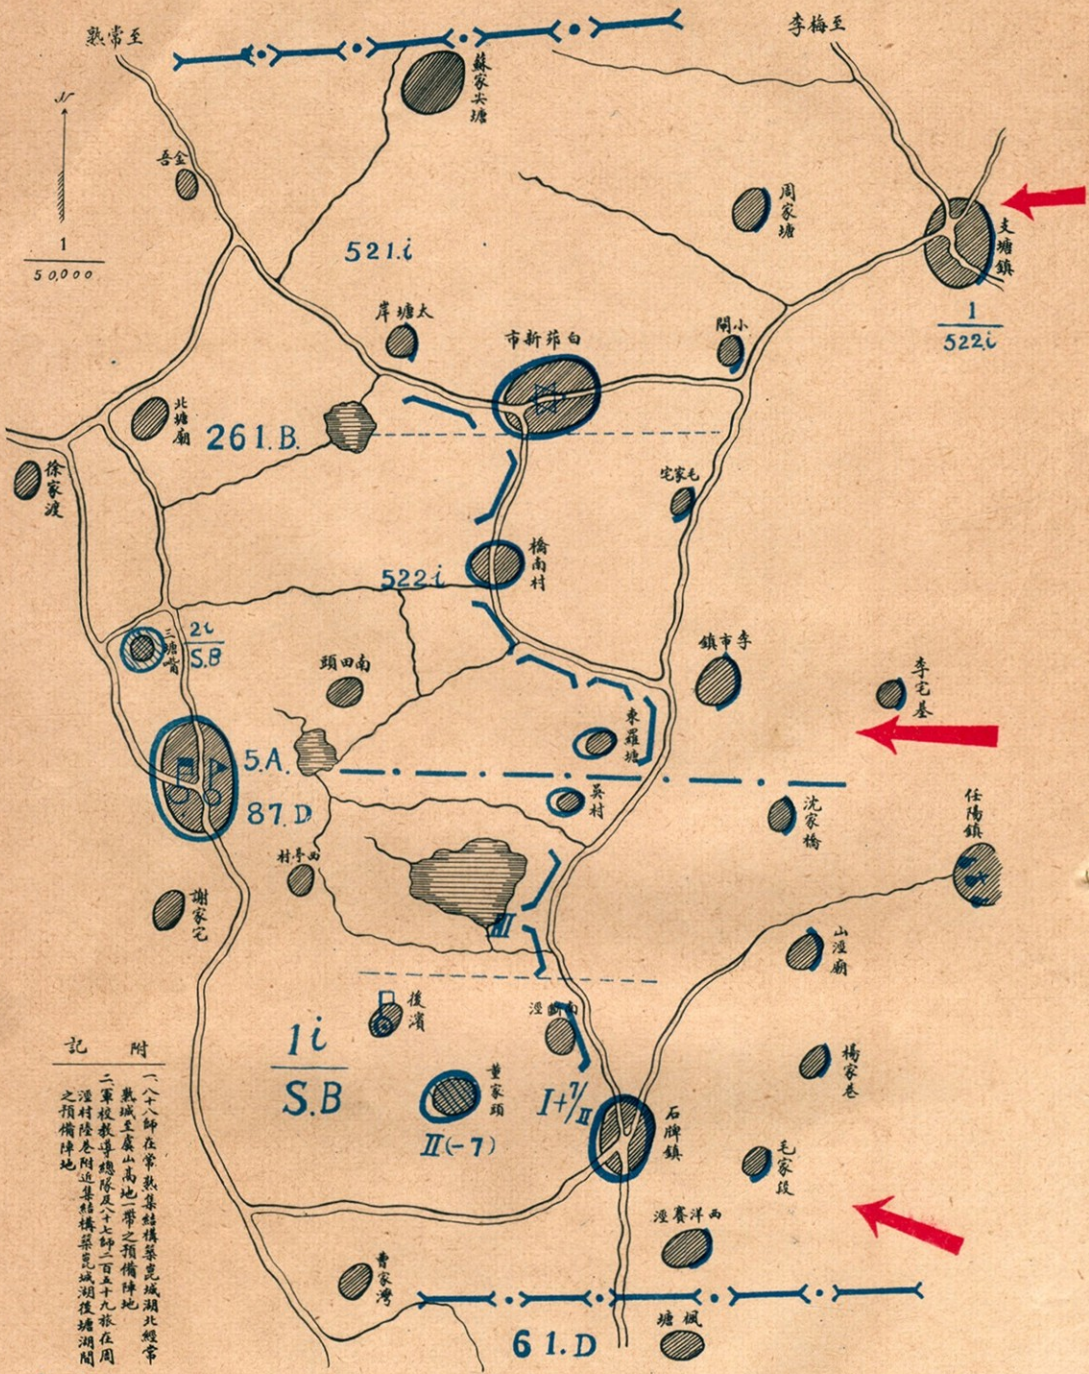 至常熟
至梅李
蘇家尖塘
N
1
50,000
吾金
周家塘
支塘鎮
521.i
太塘岸
白茆新市
小閘
1
522.i
北塘廟
261.B.
徐家渡
毛家宅
橋南村
522i
三塘嘴
2i
S.B
南田頭
李市鎮
李宅基
東羅塘
5.A.
87.D
吳村
沈家橋
任陽鎮
西亭村
謝家宅
III
山涇廟
後濱
南斷涇
1i
S.B
楊家巷
董家頭
I+7/II
石牌鎮
II(-7)
毛家段
西洋賽涇
曹家灣
61.D
楓塘
附記
一、八十八師在常熟集結構築崑城湖北經常
熟城至虞山高地一帶之預備陣地
二、軍校教導總隊及八十七師二百五十九旅在周
涇村陸巷附近集結構築崑城湖後塘湖間
之預備陣地